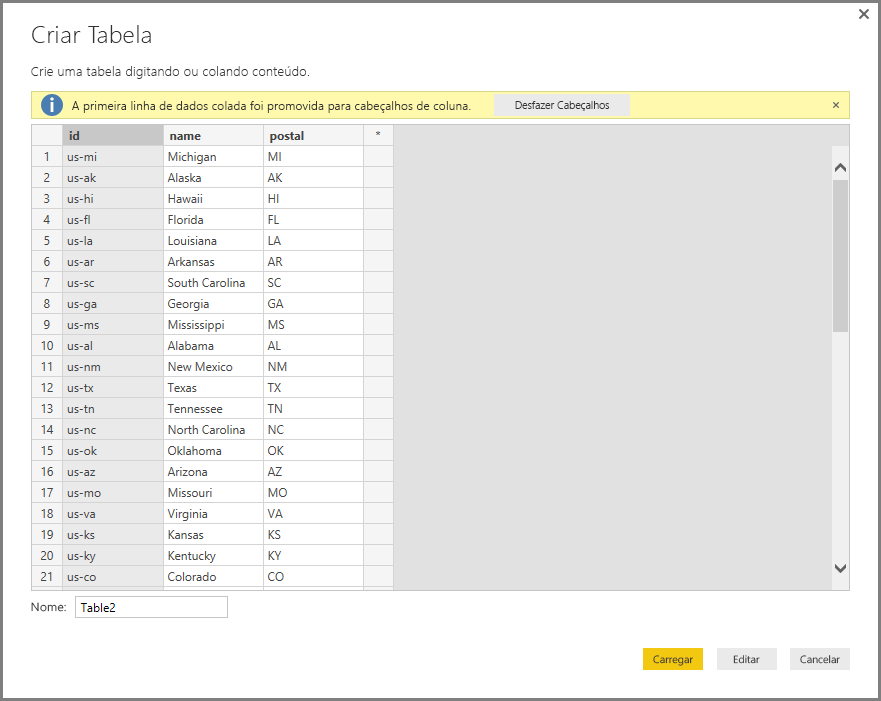 Criar Tabela
Crie uma tabela digitando ou colando conteúdo.
A primeira linha de dados colada foi promovida para cabeçalhos de coluna. Desfazer Cabeçalhos
id name postal *
1 us-mi Michigan MI
2 us-ak Alaska AK
3 us-hi Hawaii HI
4 us-fl Florida FL
5 us-la Louisiana LA
6 us-ar Arkansas AR
7 us-sc South Carolina SC
8 us-ga Georgia GA
9 us-ms Mississippi MS
10 us-al Alabama AL
11 us-nm New Mexico NM
12 us-tx Texas TX
13 us-tn Tennessee TN
14 us-nc North Carolina NC
15 us-ok Oklahoma OK
16 us-az Arizona AZ
17 us-mo Missouri MO
18 us-va Virginia VA
19 us-ks Kansas KS
20 us-ky Kentucky KY
21 us-co Colorado CO
Nome: Table2
Carregar Editar Cancelar